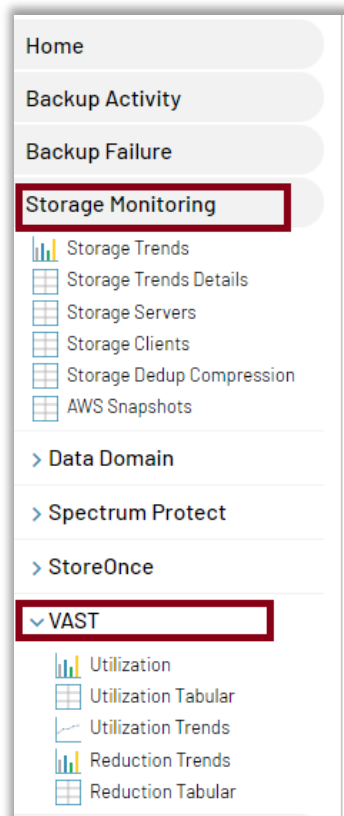 Home
Backup Activity
Backup Failure
Storage Monitoring
Storage Trends
Storage Trends Details
Storage Servers
Storage Clients
Storage Dedup Compression
AWS Snapshots
Data Domain
Spectrum Protect
StoreOnce
VAST
Utilization
Utilization Tabular
Utilization Trends
Reduction Trends
Reduction Tabular